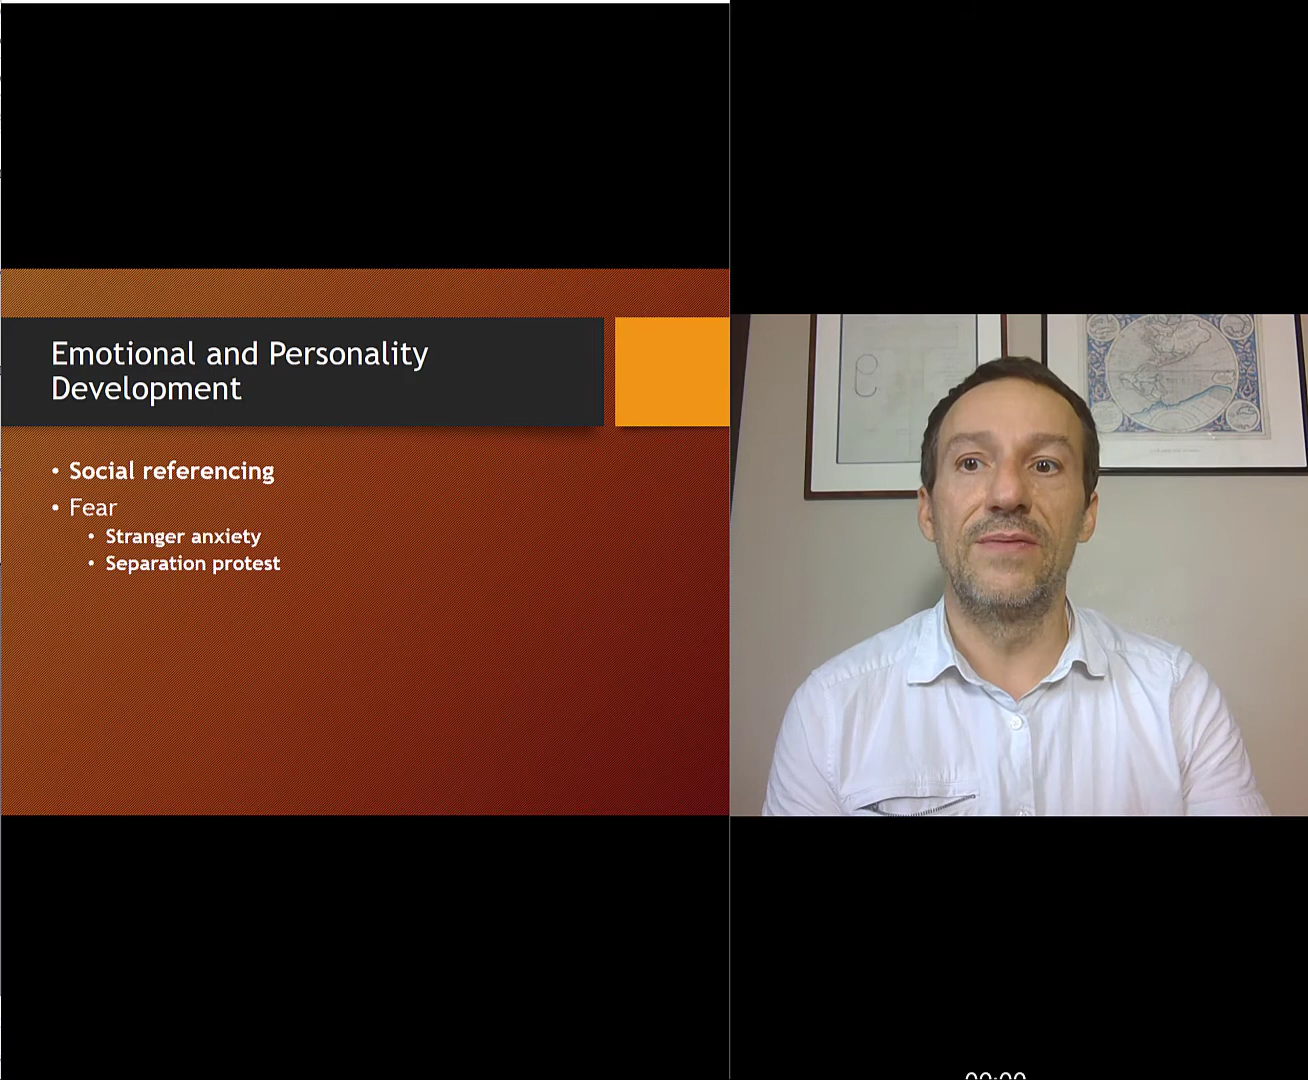 Emotional and Personality
Development
• Social referencing
• Fear
• Stranger anxiety
• Separation protest